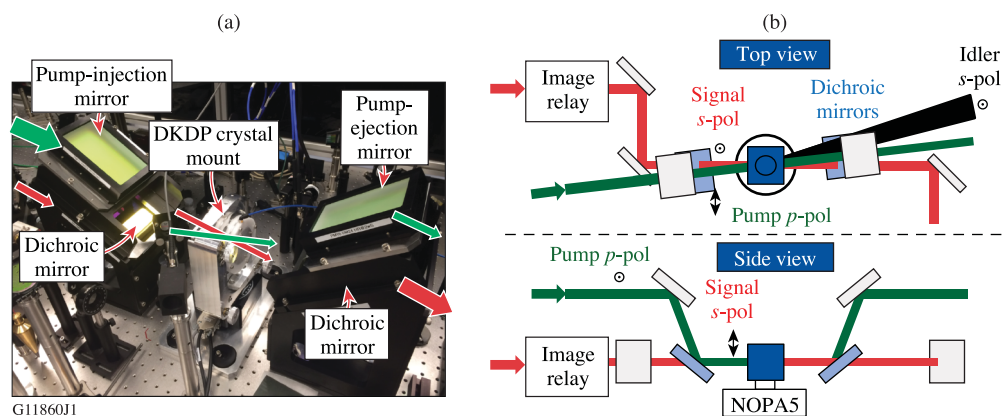 (a)
Pump-injection
mirror
DKDP crystal
mount
Pump-
ejection
mirror
Dichroic
mirror
Dichroic
mirror
G11860J1
(b)
Top view
Idler
s-pol
Image
relay
Signal
s-pol
Dichroic
mirrors
Pump p-pol
Pump p-pol
Side view
Signal
s-pol
Image
relay
NOPA5